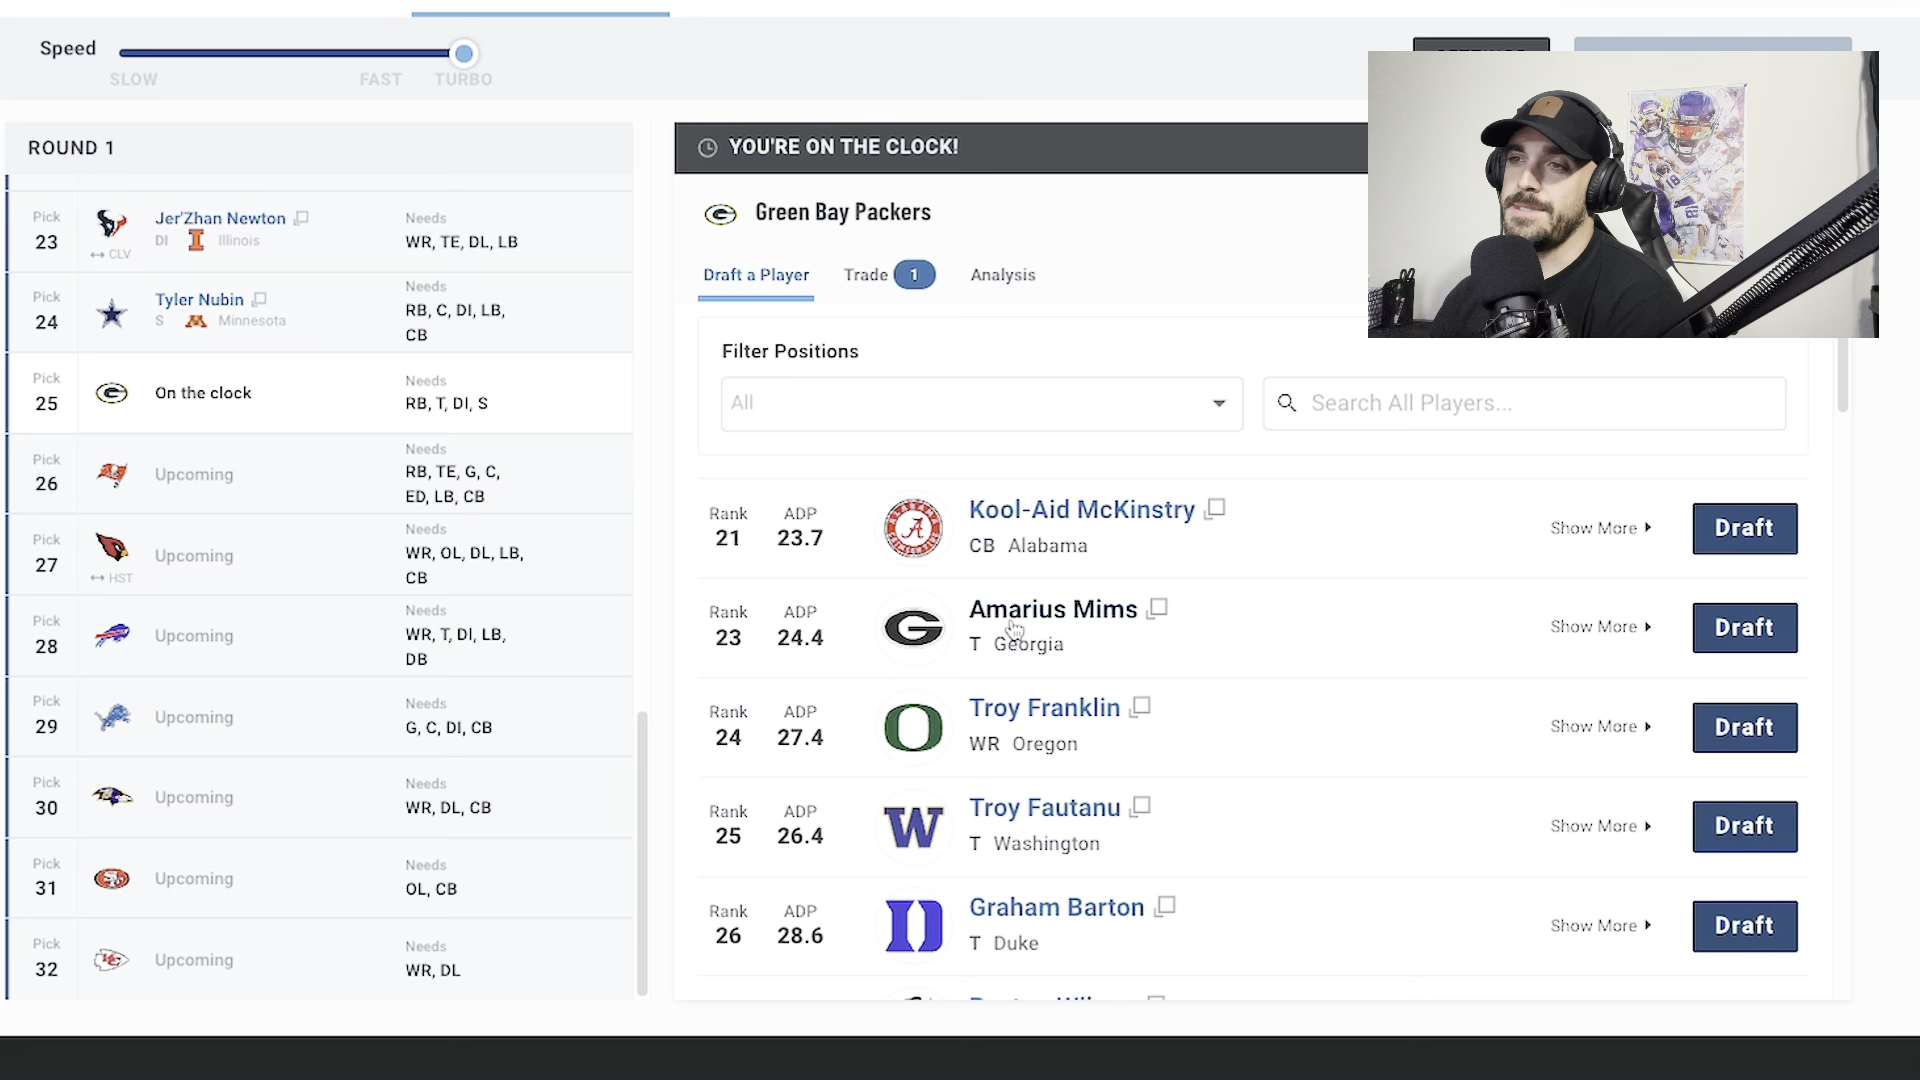 Speed
SLOW FAST TURBO
ROUND 1
Pick 23
↔ CLV
Jer'Zhan Newton
DI Illinois
Needs
WR, TE, DL, LB
Pick 24
Tyler Nubin
S Minnesota
Needs
RB, C, DI, LB,
CB
Pick 25
On the clock
Needs
RB, T, DI, S
Pick 26
Upcoming
Needs
RB, TE, G, C,
ED, LB, CB
Pick 27
↔ HST
Upcoming
Needs
WR, OL, DL, LB,
CB
Pick 28
Upcoming
Needs
WR, T, DI, LB,
DB
Pick 29
Upcoming
Needs
G, C, DI, CB
Pick 30
Upcoming
Needs
WR, DL, CB
Pick 31
Upcoming
Needs
OL, CB
Pick 32
Upcoming
Needs
WR, DL
YOU'RE ON THE CLOCK!
Green Bay Packers
Draft a Player Trade 1 Analysis
Filter Positions
All
Search All Players...
Rank 21 ADP 23.7
Kool-Aid McKinstry
CB Alabama
Show More
Draft
Rank 23 ADP 24.4
Amarius Mims
T Georgia
Show More
Draft
Rank 24 ADP 27.4
Troy Franklin
WR Oregon
Show More
Draft
Rank 25 ADP 26.4
Troy Fautanu
T Washington
Show More
Draft
Rank 26 ADP 28.6
Graham Barton
T Duke
Show More
Draft